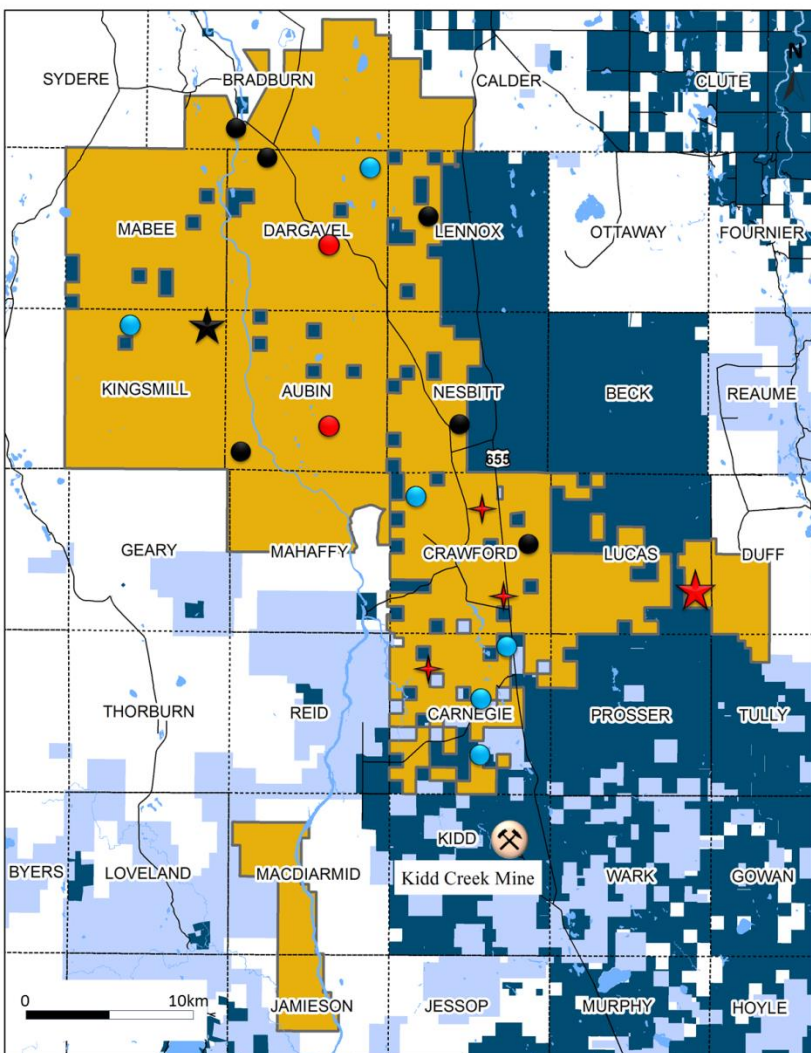 N
SYDERE
BRADBURN
CALDER
CLUTE
MABEE
DARGAVEL
LENNOX
OTTAWAY
FOURNIER
KINGSMILL
AUBIN
NESBITT
BECK
REAUME
655
GEARY
MAHAFFY
CRAWFORD
LUCAS
DUFF
THORBURN
REID
CARNEGIE
PROSSER
TULLY
KIDD
BYERS
LOVELAND
MACDIARMID
Kidd Creek Mine
WARK
GOWAN
0 10km
JAMIESON
JESSOP
MURPHY
HOYLE